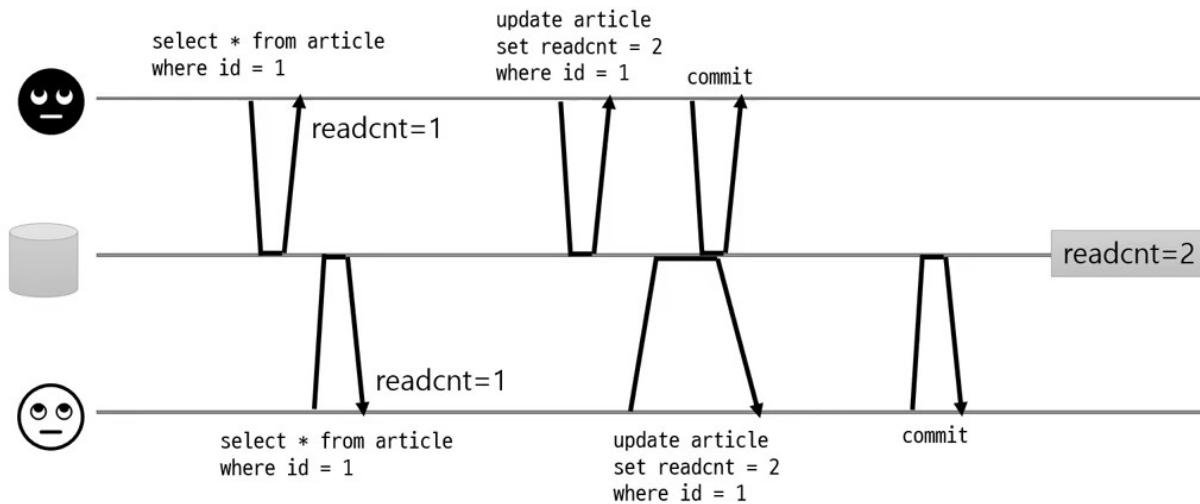 select * from article
where id = 1
update article
set readcnt = 2
where id = 1
commit
readcnt=1
readcnt=2
readcnt=1
select * from article
where id = 1
update article
set readcnt = 2
where id = 1
commit